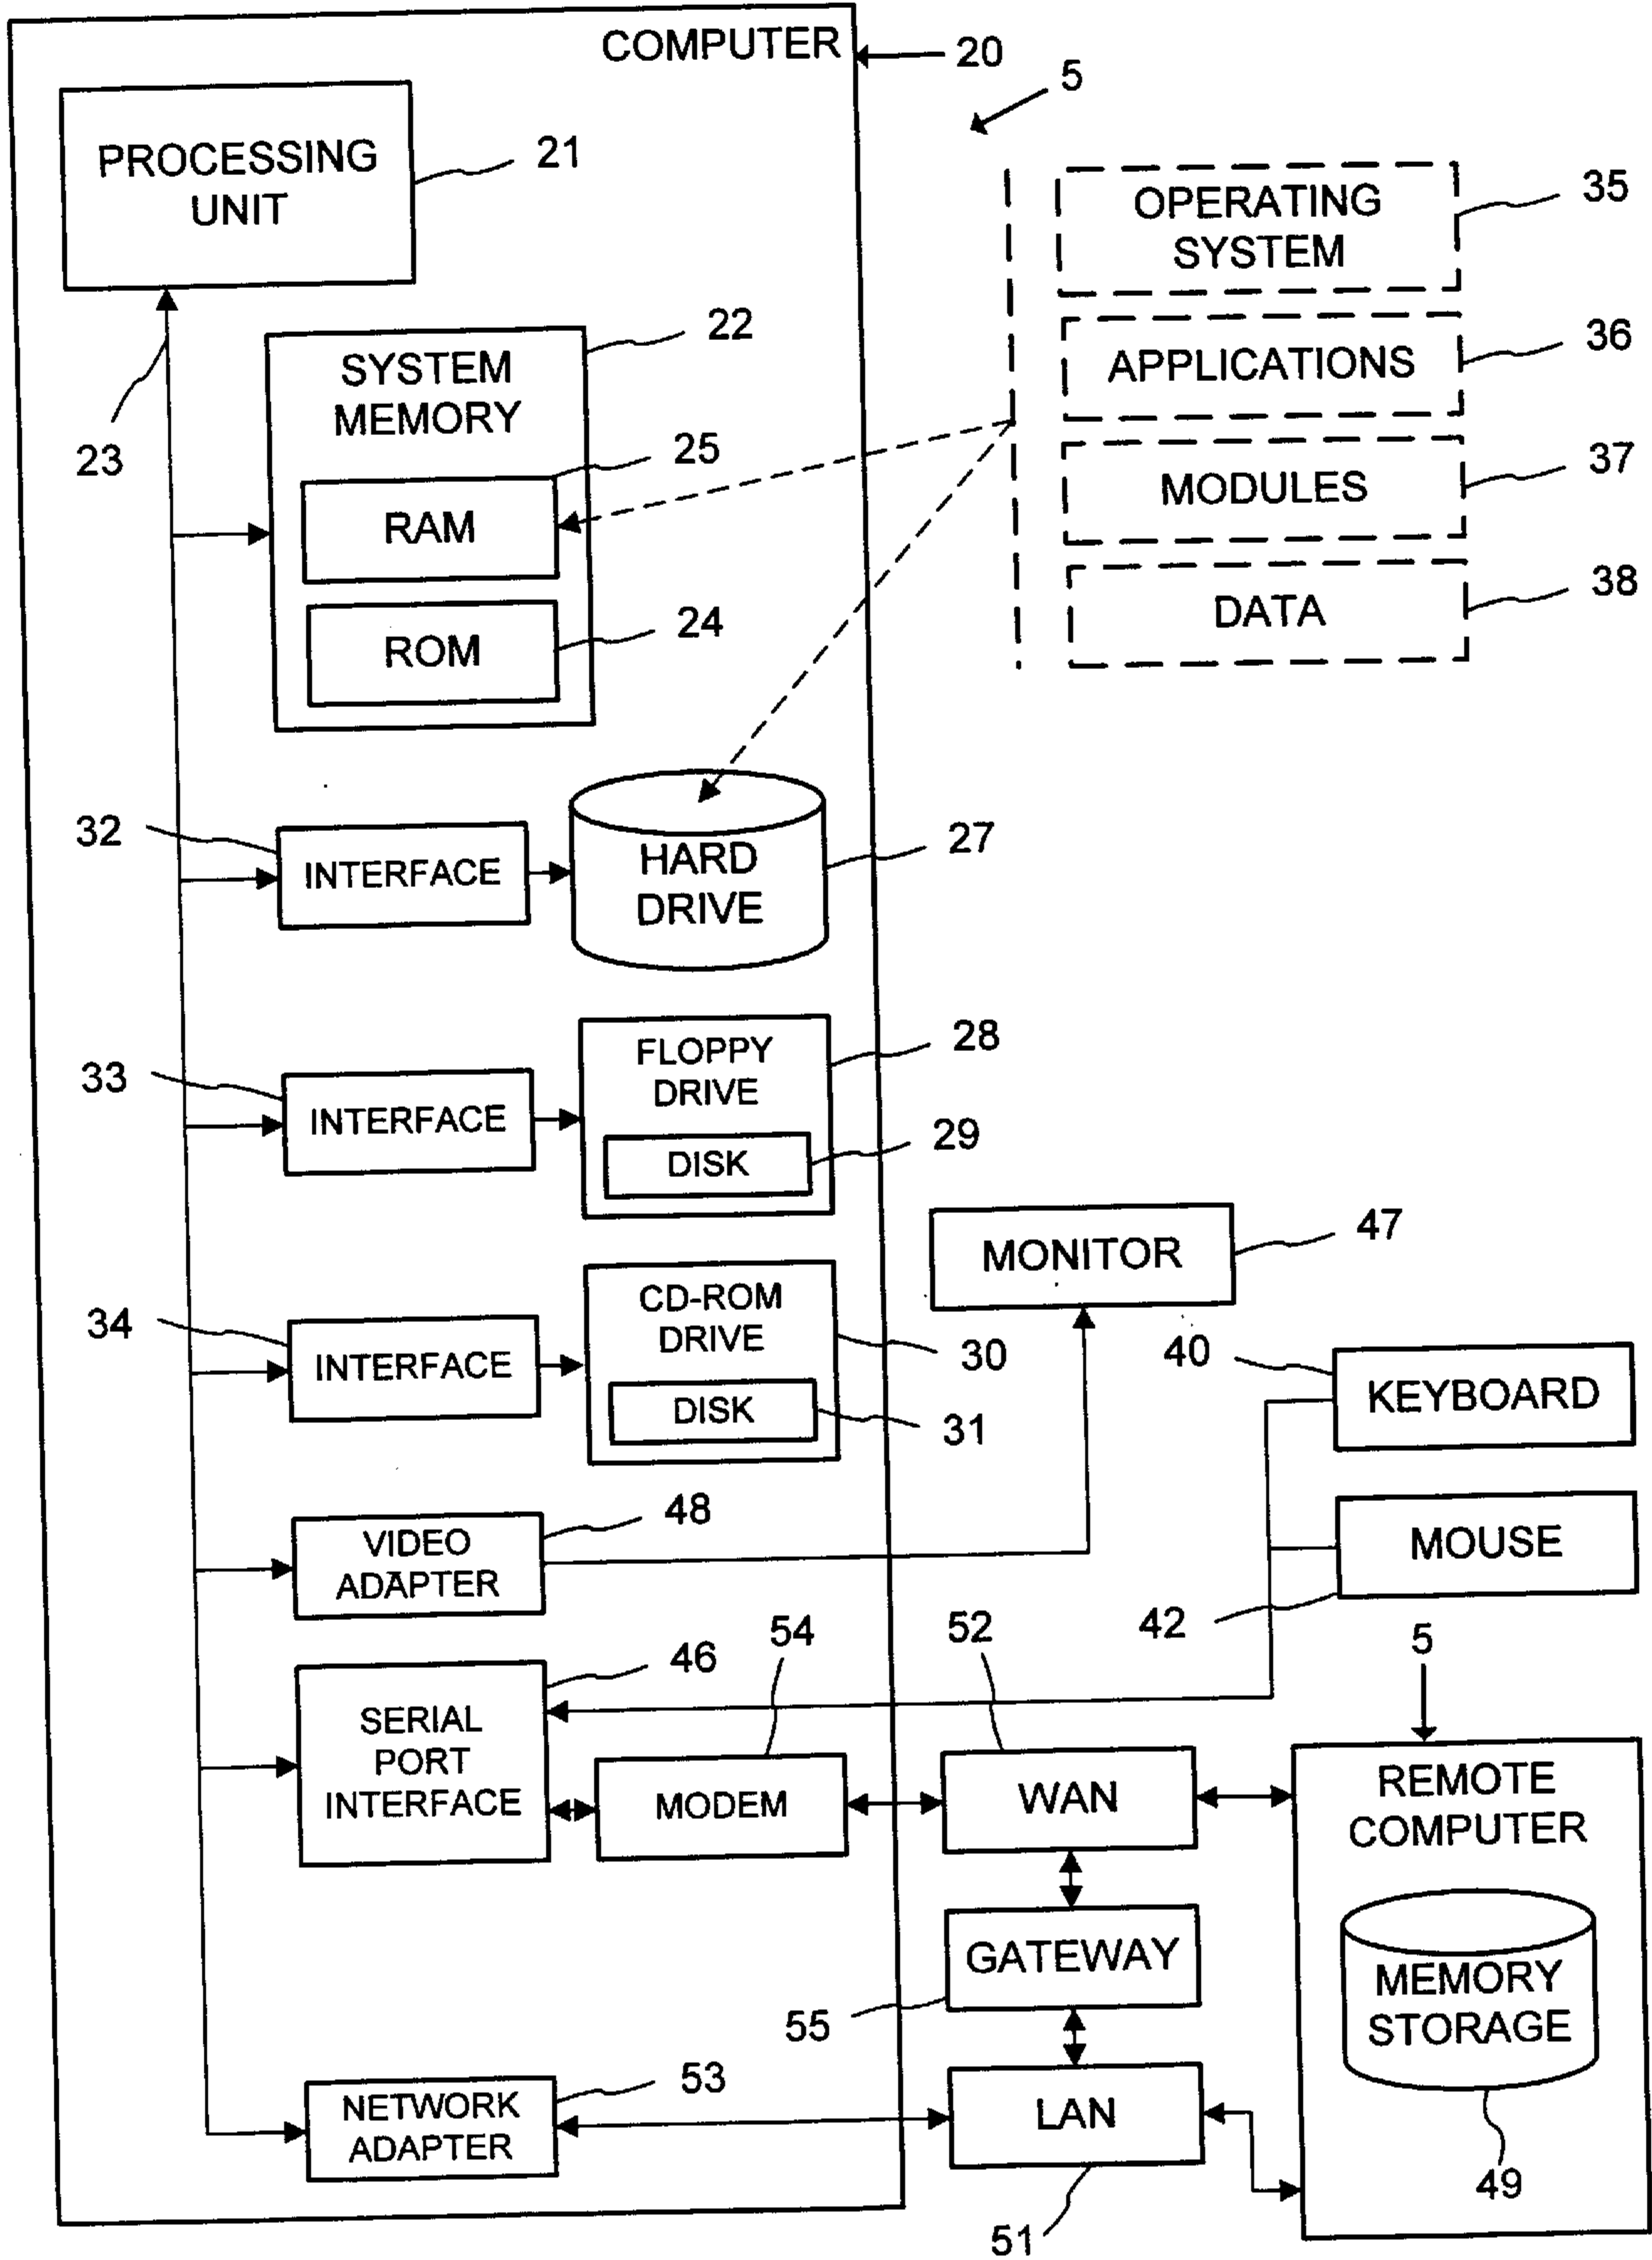 COMPUTER
20
5
PROCESSING
UNIT
21
OPERATING
SYSTEM
35
22
SYSTEM
MEMORY
APPLICATIONS
36
23
25
RAM
MODULES
37
24
ROM
DATA
38
32
INTERFACE
HARD
DRIVE
27
33
INTERFACE
FLOPPY
DRIVE
28
DISK
29
MONITOR
47
34
INTERFACE
CD-ROM
DRIVE
30
DISK
31
40
KEYBOARD
48
VIDEO
ADAPTER
MOUSE
42
46
SERIAL
PORT
INTERFACE
54
MODEM
52
WAN
5
REMOTE
COMPUTER
GATEWAY
55
MEMORY
STORAGE
49
53
NETWORK
ADAPTER
LAN
51